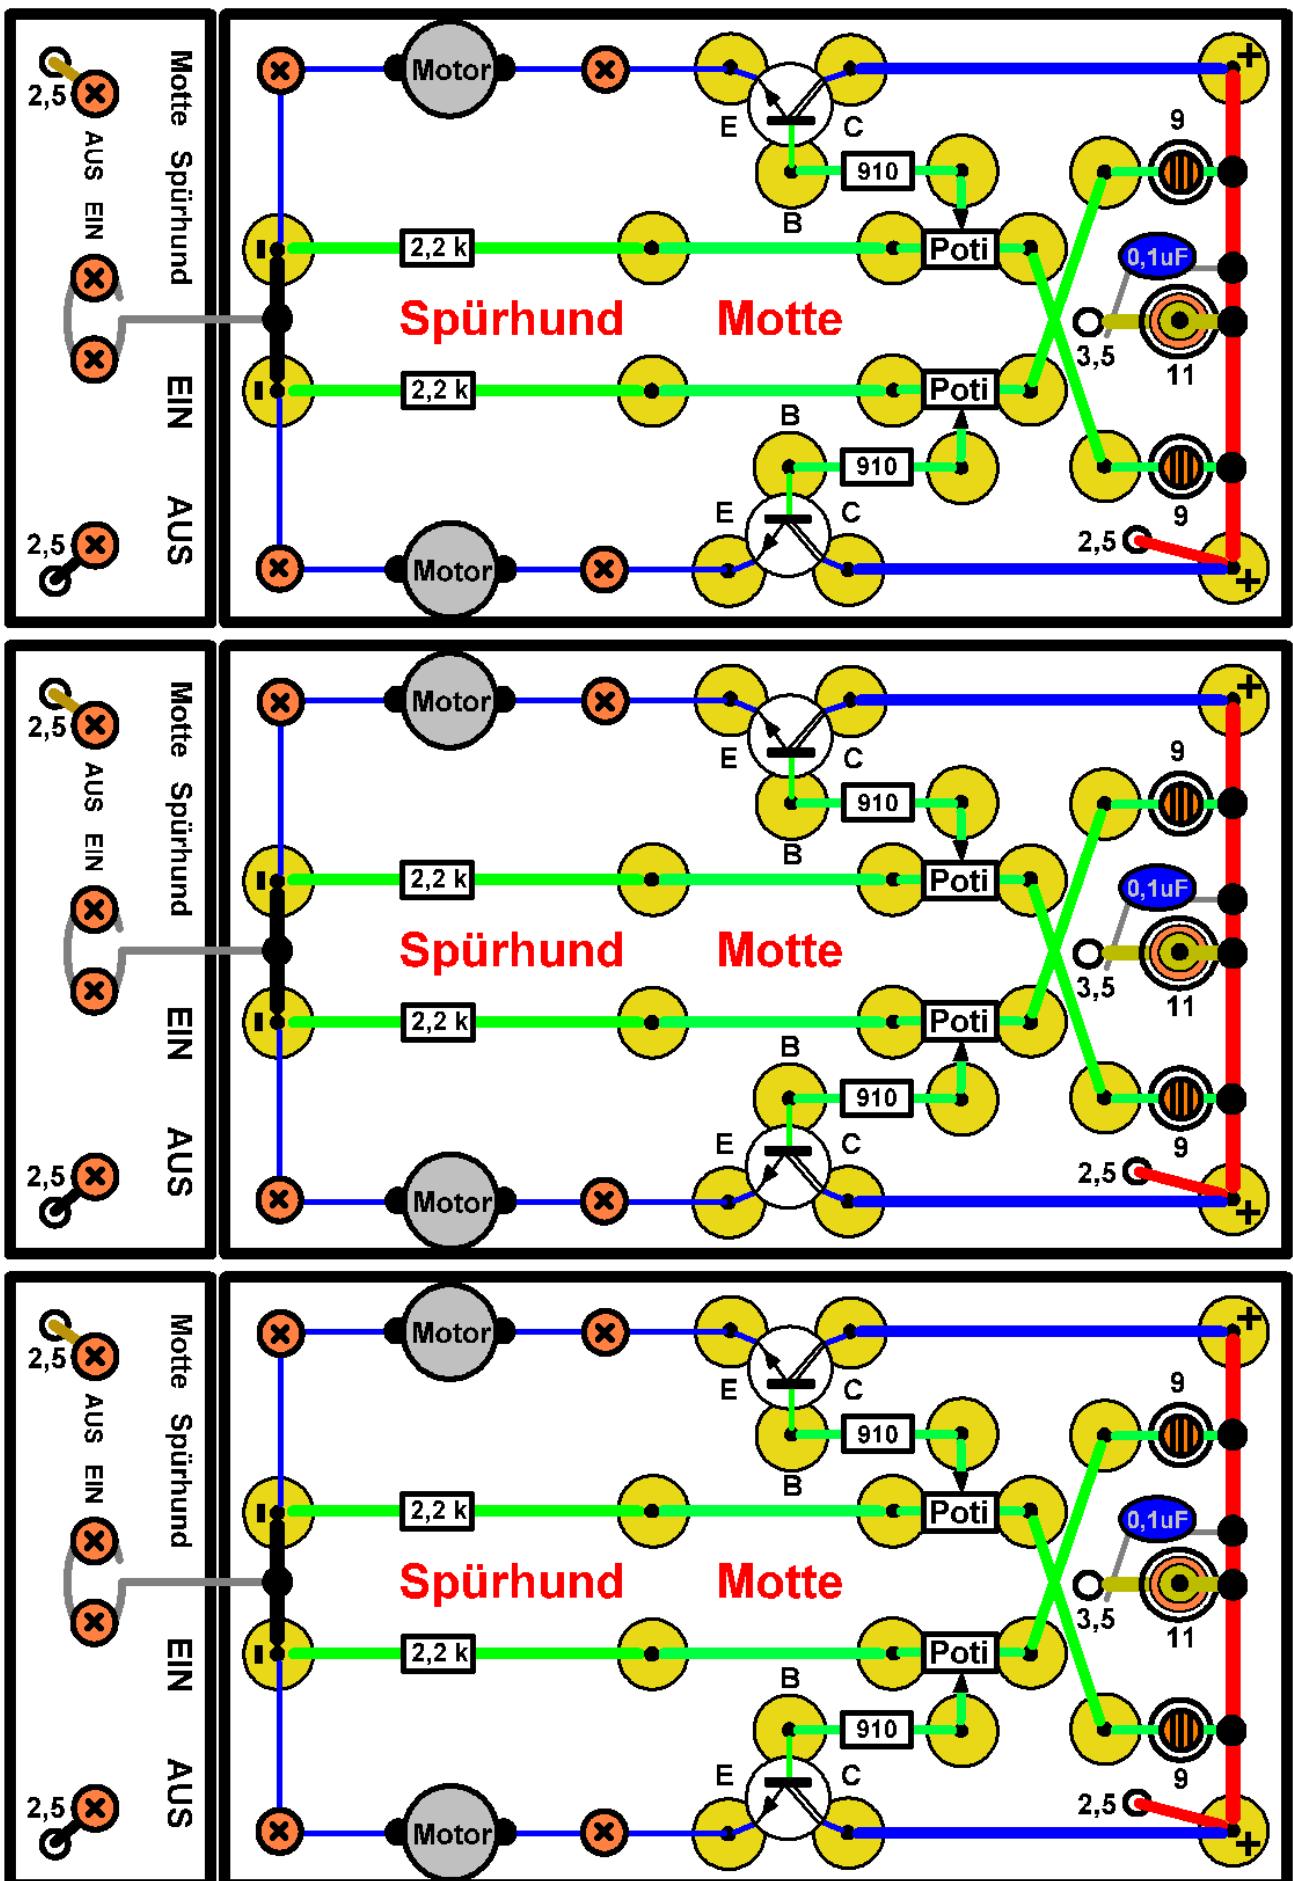 Motor
+
2,5
Motte Spürhund
AUS EIN
E
C
9
910
B
2,2 k
Poti
0,1uF
Spürhund Motte
3,5
11
EIN
2,2 k
Poti
B
910
E
C
AUS
2,5
2,5
9
Motor
+
Motor
+
2,5
Motte Spürhund
AUS EIN
E
C
9
910
B
2,2 k
Poti
0,1uF
Spürhund Motte
3,5
11
EIN
2,2 k
Poti
B
910
E
C
AUS
2,5
2,5
9
Motor
+
Motor
+
2,5
Motte Spürhund
AUS EIN
E
C
9
910
B
2,2 k
Poti
0,1uF
Spürhund Motte
3,5
11
EIN
2,2 k
Poti
B
910
E
C
AUS
2,5
2,5
9
Motor
+